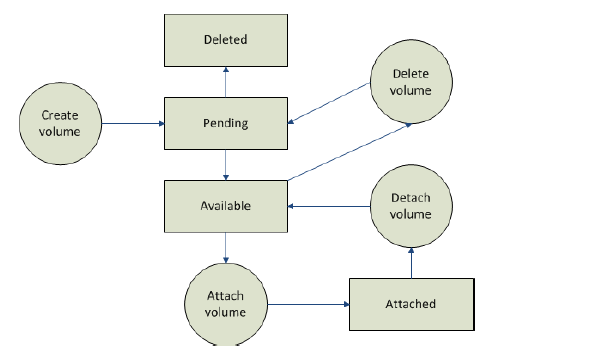 Deleted
Delete
volume
Create
volume
Pending
Available
Detach
volume
Attach
volume
Attached